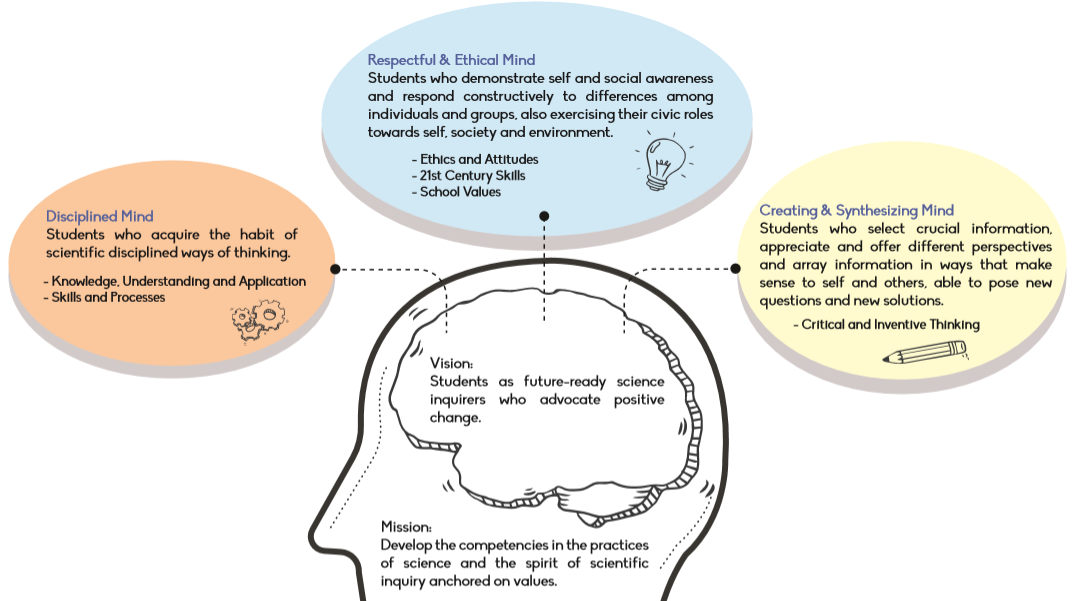 Respectful & Ethical Mind
Students who demonstrate self and social awareness
and respond constructively to differences among
individuals and groups, also exercising their civic roles
towards self, society and environment.
- Ethics and Attitudes
- 21st Century Skills
- School Values
Disciplined Mind
Students who acquire the habit of
scientific disciplined ways of thinking.
- Knowledge, Understanding and Application
- Skills and Processes
Creating & Synthesizing Mind
Students who select crucial information,
appreciate and offer different perspectives
and array information in ways that make
sense to self and others, able to pose new
questions and new solutions.
- Critical and Inventive Thinking
Vision:
Students as future-ready science
inquirers who advocate positive
change.
Mission:
Develop the competencies in the practices
of science and the spirit of scientific
inquiry anchored on values.